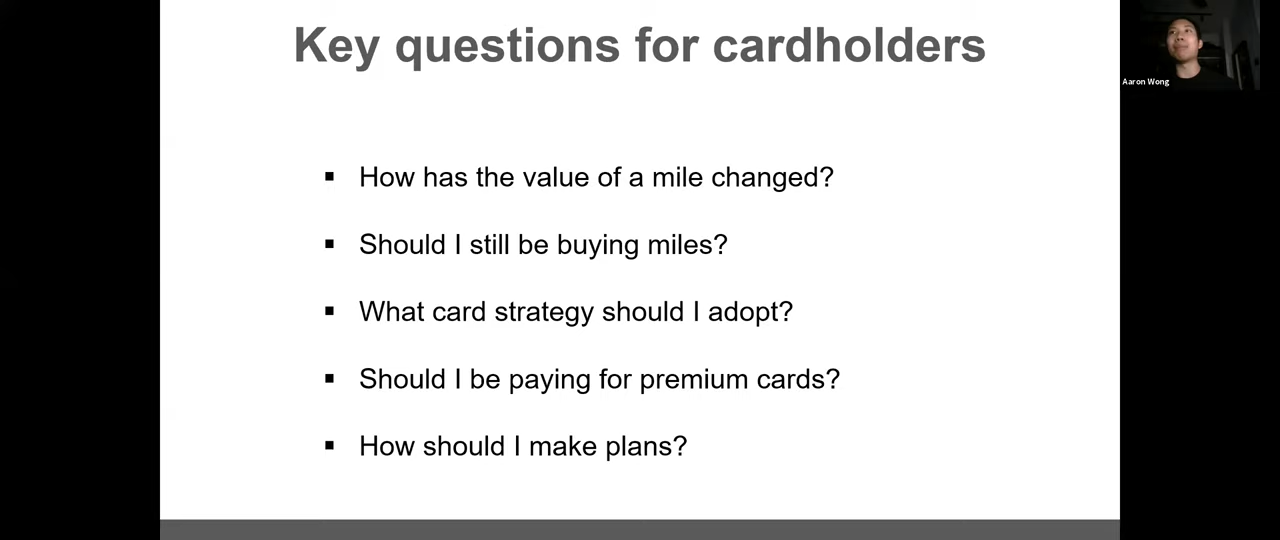 Key questions for cardholders
Aaron Wong
▪ How has the value of a mile changed?
▪ Should I still be buying miles?
▪ What card strategy should I adopt?
▪ Should I be paying for premium cards?
▪ How should I make plans?